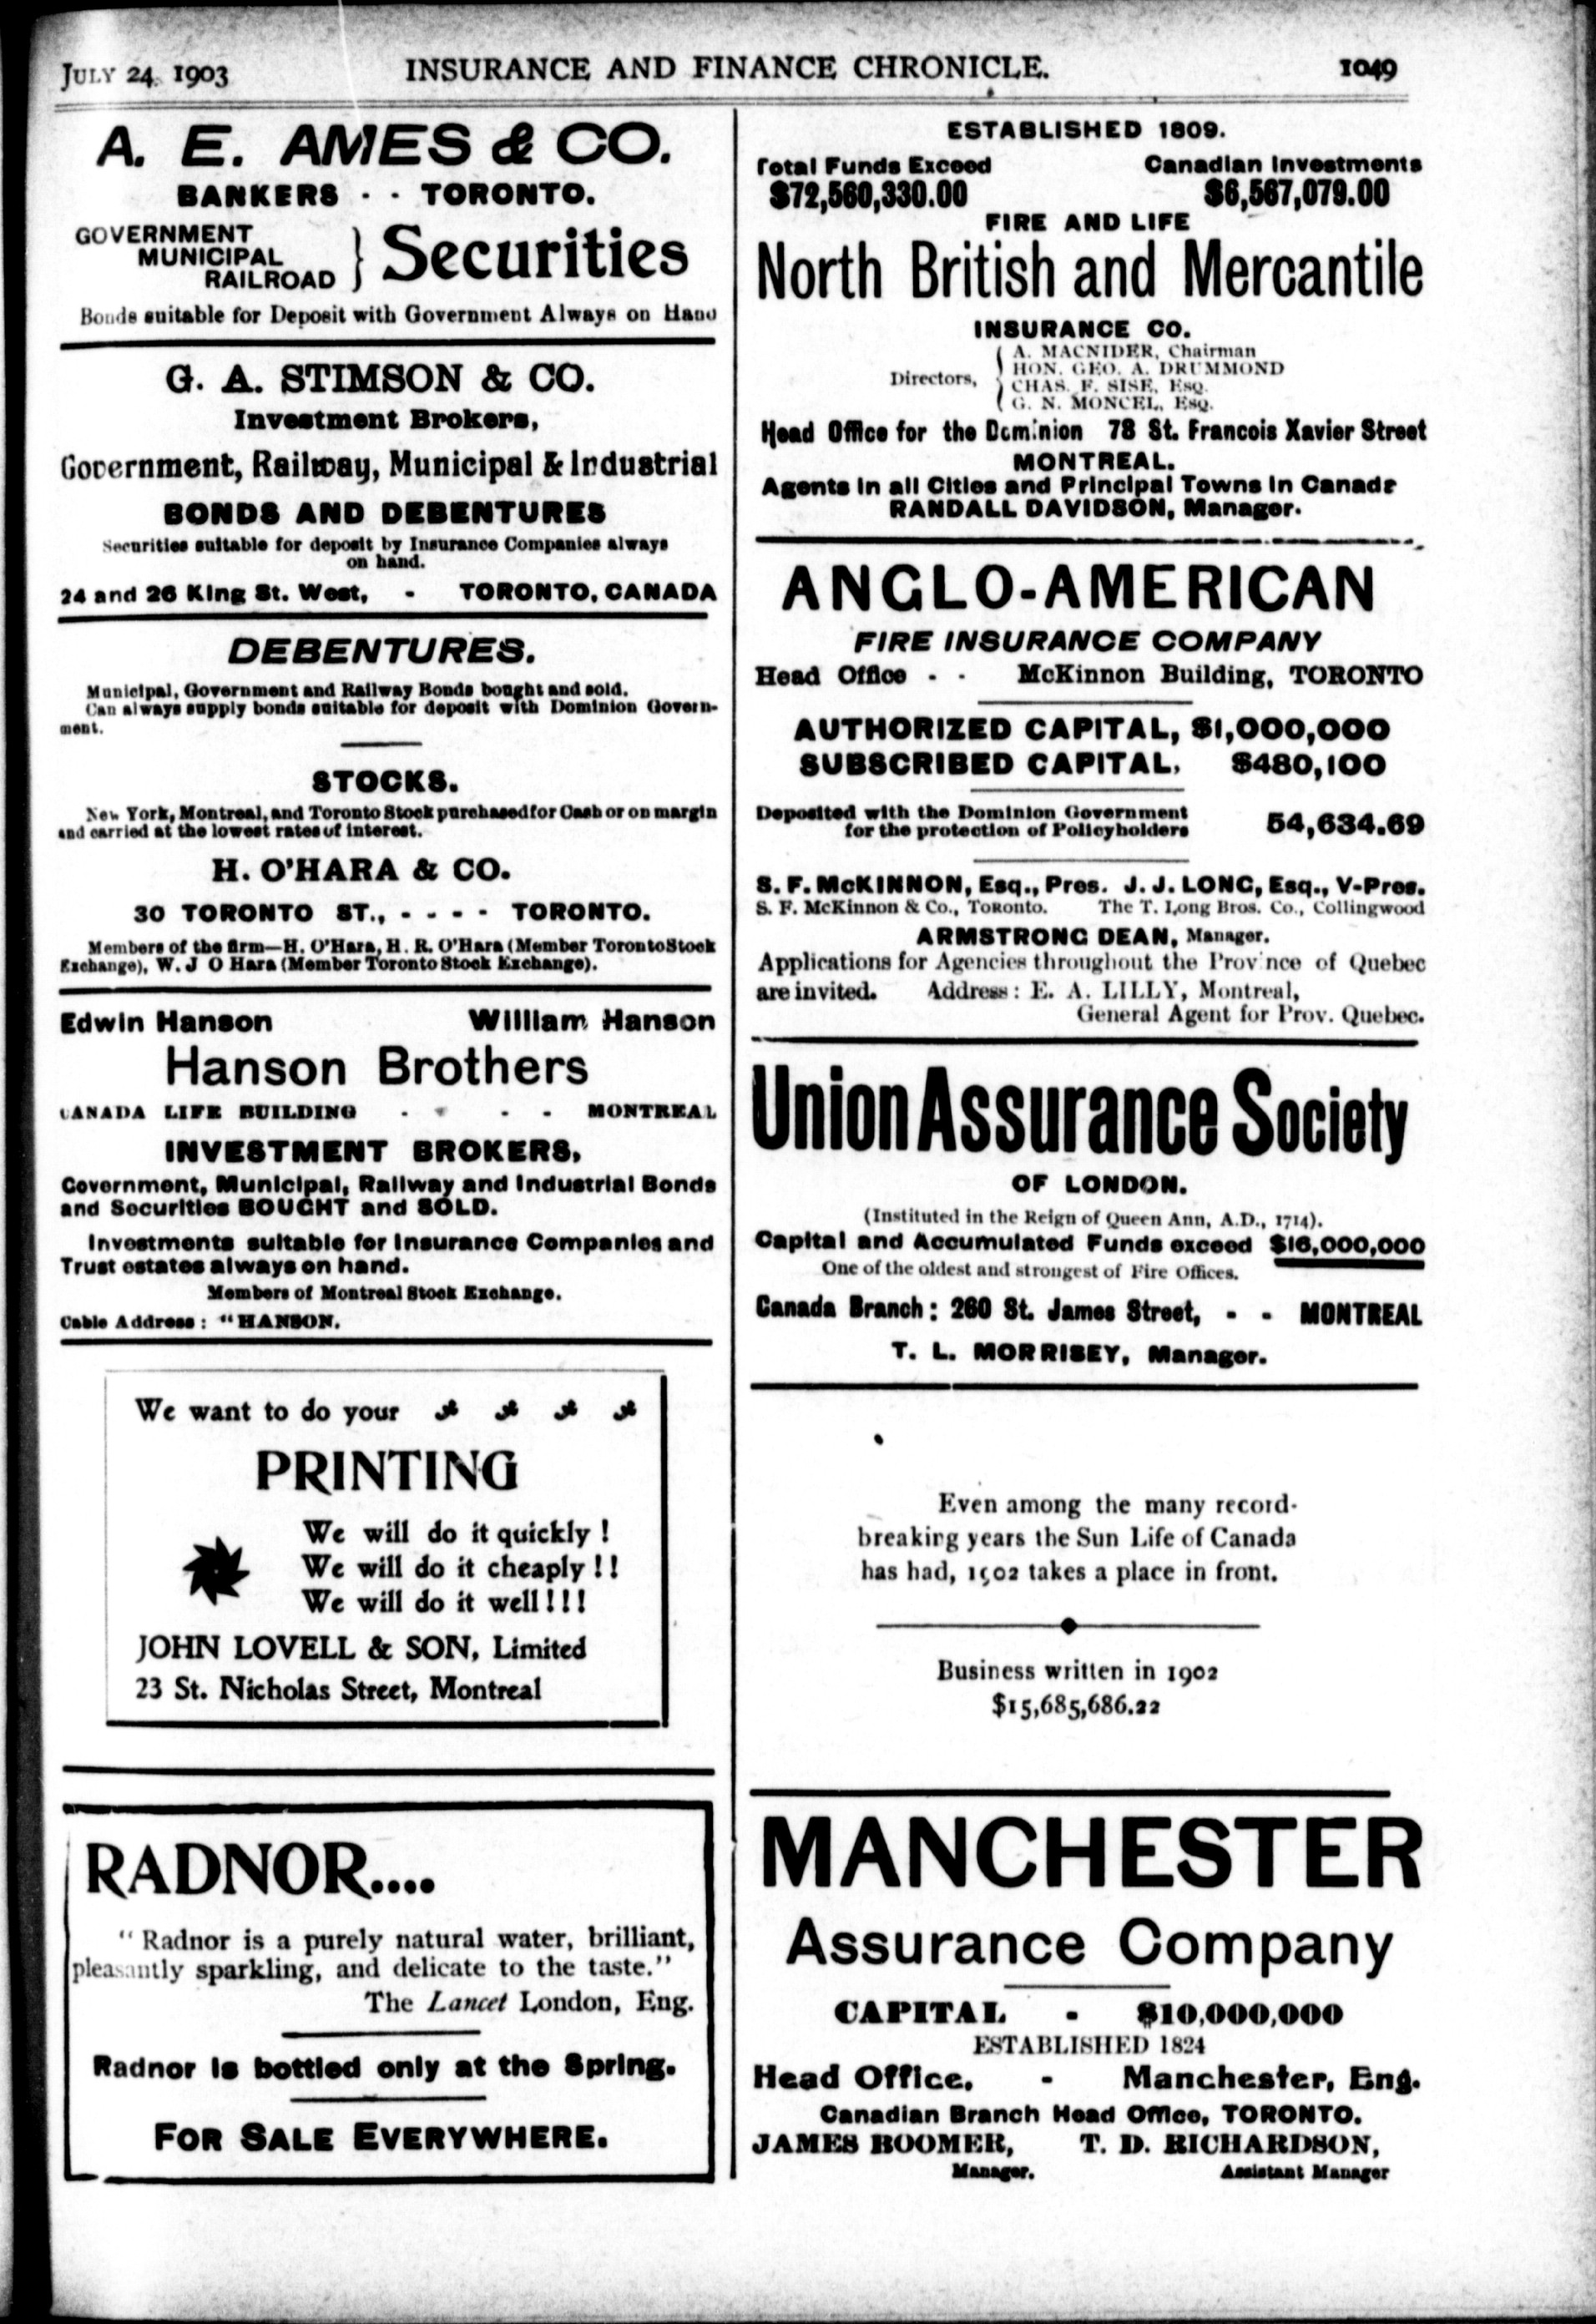 JULY 24, 1903 INSURANCE AND FINANCE CHRONICLE. 1049
A. E. AMES & CO.
BANKERS - - TORONTO.
GOVERNMENT
MUNICIPAL
RAILROAD } Securities
Bonds suitable for Deposit with Government Always on Hand
G. A. STIMSON & CO.
Investment Brokers,
Government, Railway, Municipal & Industrial
BONDS AND DEBENTURES
Securities suitable for deposit by Insurance Companies always
on hand.
24 and 26 King St. West, - TORONTO, CANADA
DEBENTURES.
Municipal, Government and Railway Bonds bought and sold.
Can always supply bonds suitable for deposit with Dominion Govern-
ment.
STOCKS.
New York, Montreal, and Toronto Stock purchased for Cash or on margin
and carried at the lowest rates of interest.
H. O'HARA & CO.
30 TORONTO ST., - - - - TORONTO.
Members of the firm—H. O'Hara, H. R. O'Hara (Member Toronto Stock
Exchange), W. J O Hara (Member Toronto Stock Exchange).
Edwin Hanson William Hanson
Hanson Brothers
CANADA LIFE BUILDING - - - - MONTREAL
INVESTMENT BROKERS,
Government, Municipal, Railway and Industrial Bonds
and Securities BOUGHT and SOLD.
Investments suitable for Insurance Companies and
Trust estates always on hand.
Members of Montreal Stock Exchange.
Cable Address : "HANSON.
We want to do your
PRINTING
We will do it quickly !
We will do it cheaply ! !
We will do it well ! ! !
JOHN LOVELL & SON, Limited
23 St. Nicholas Street, Montreal
RADNOR....
"Radnor is a purely natural water, brilliant,
pleasantly sparkling, and delicate to the taste."
The Lancet London, Eng.
Radnor is bottled only at the Spring.
FOR SALE EVERYWHERE.
ESTABLISHED 1809.
Total Funds Exceed Canadian Investments
$72,560,330.00 $6,567,079.00
FIRE AND LIFE
North British and Mercantile
INSURANCE CO.
Directors, { A. MACNIDER, Chairman
HON. GEO. A. DRUMMOND
CHAS. F. SISE, ESQ.
G. N. MONCEL, ESQ.
Head Office for the Dominion 78 St. Francois Xavier Street
MONTREAL.
Agents in all Cities and Principal Towns in Canada
RANDALL DAVIDSON, Manager.
ANGLO-AMERICAN
FIRE INSURANCE COMPANY
Head Office - - McKinnon Building, TORONTO
AUTHORIZED CAPITAL, $1,000,000
SUBSCRIBED CAPITAL, $480,100
Deposited with the Dominion Government
for the protection of Policyholders 54,634.69
S. F. McKINNON, Esq., Pres. J. J. LONG, Esq., V-Pres.
S. F. McKinnon & Co., Toronto. The T. Long Bros. Co., Collingwood
ARMSTRONG DEAN, Manager.
Applications for Agencies throughout the Prov nce of Quebec
are invited. Address : E. A. LILLY, Montreal,
General Agent for Prov. Quebec.
Union Assurance Society
OF LONDON.
(Instituted in the Reign of Queen Ann, A.D., 1714).
Capital and Accumulated Funds exceed $16,000,000
One of the oldest and strongest of Fire Offices.
Canada Branch : 260 St. James Street, - - MONTREAL
T. L. MORRISEY, Manager.
Even among the many record-
breaking years the Sun Life of Canada
has had, 1902 takes a place in front.
Business written in 1902
$15,685,686.22
MANCHESTER
Assurance Company
CAPITAL - $10,000,000
ESTABLISHED 1824
Head Office, - Manchester, Eng.
Canadian Branch Head Office, TORONTO.
JAMES BOOMER, T. D. RICHARDSON,
Manager. Assistant Manager